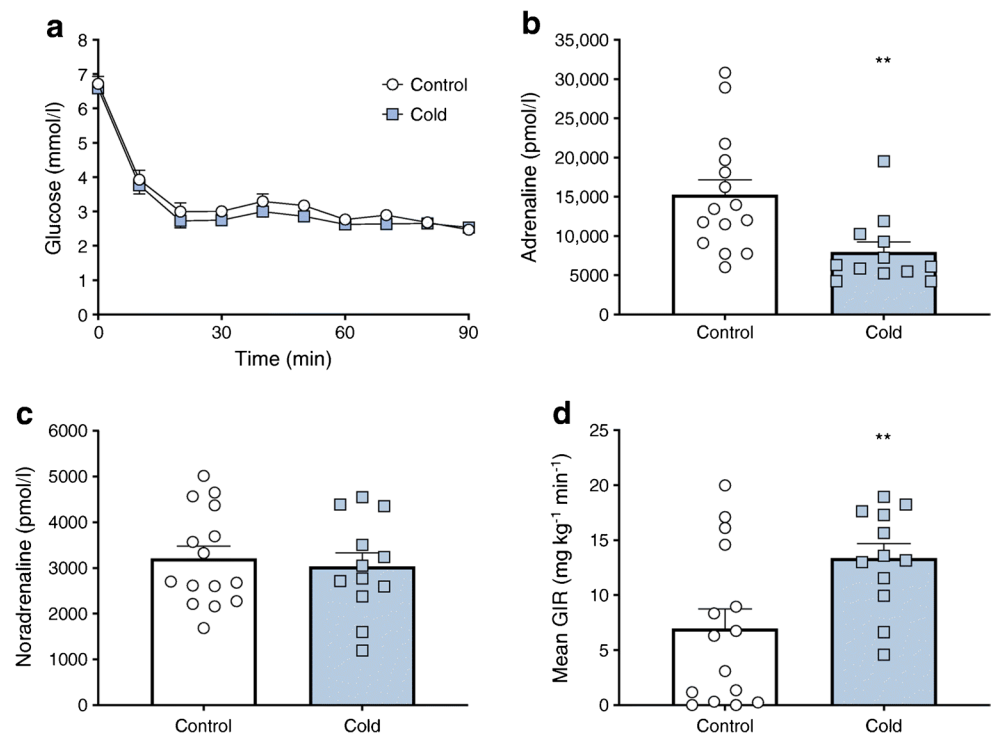 a
8
7
6
5
4
3
2
1
0
Glucose (mmol/l)
0
30
60
90
Time (min)
Control
Cold
b
35,000
30,000
25,000
20,000
15,000
10,000
5000
0
Adrenaline (pmol/l)
**
Control
Cold
c
6000
5000
4000
3000
2000
1000
0
Noradrenaline (pmol/l)
Control
Cold
d
25
20
15
10
5
0
Mean GIR (mg kg⁻¹ min⁻¹)
**
Control
Cold